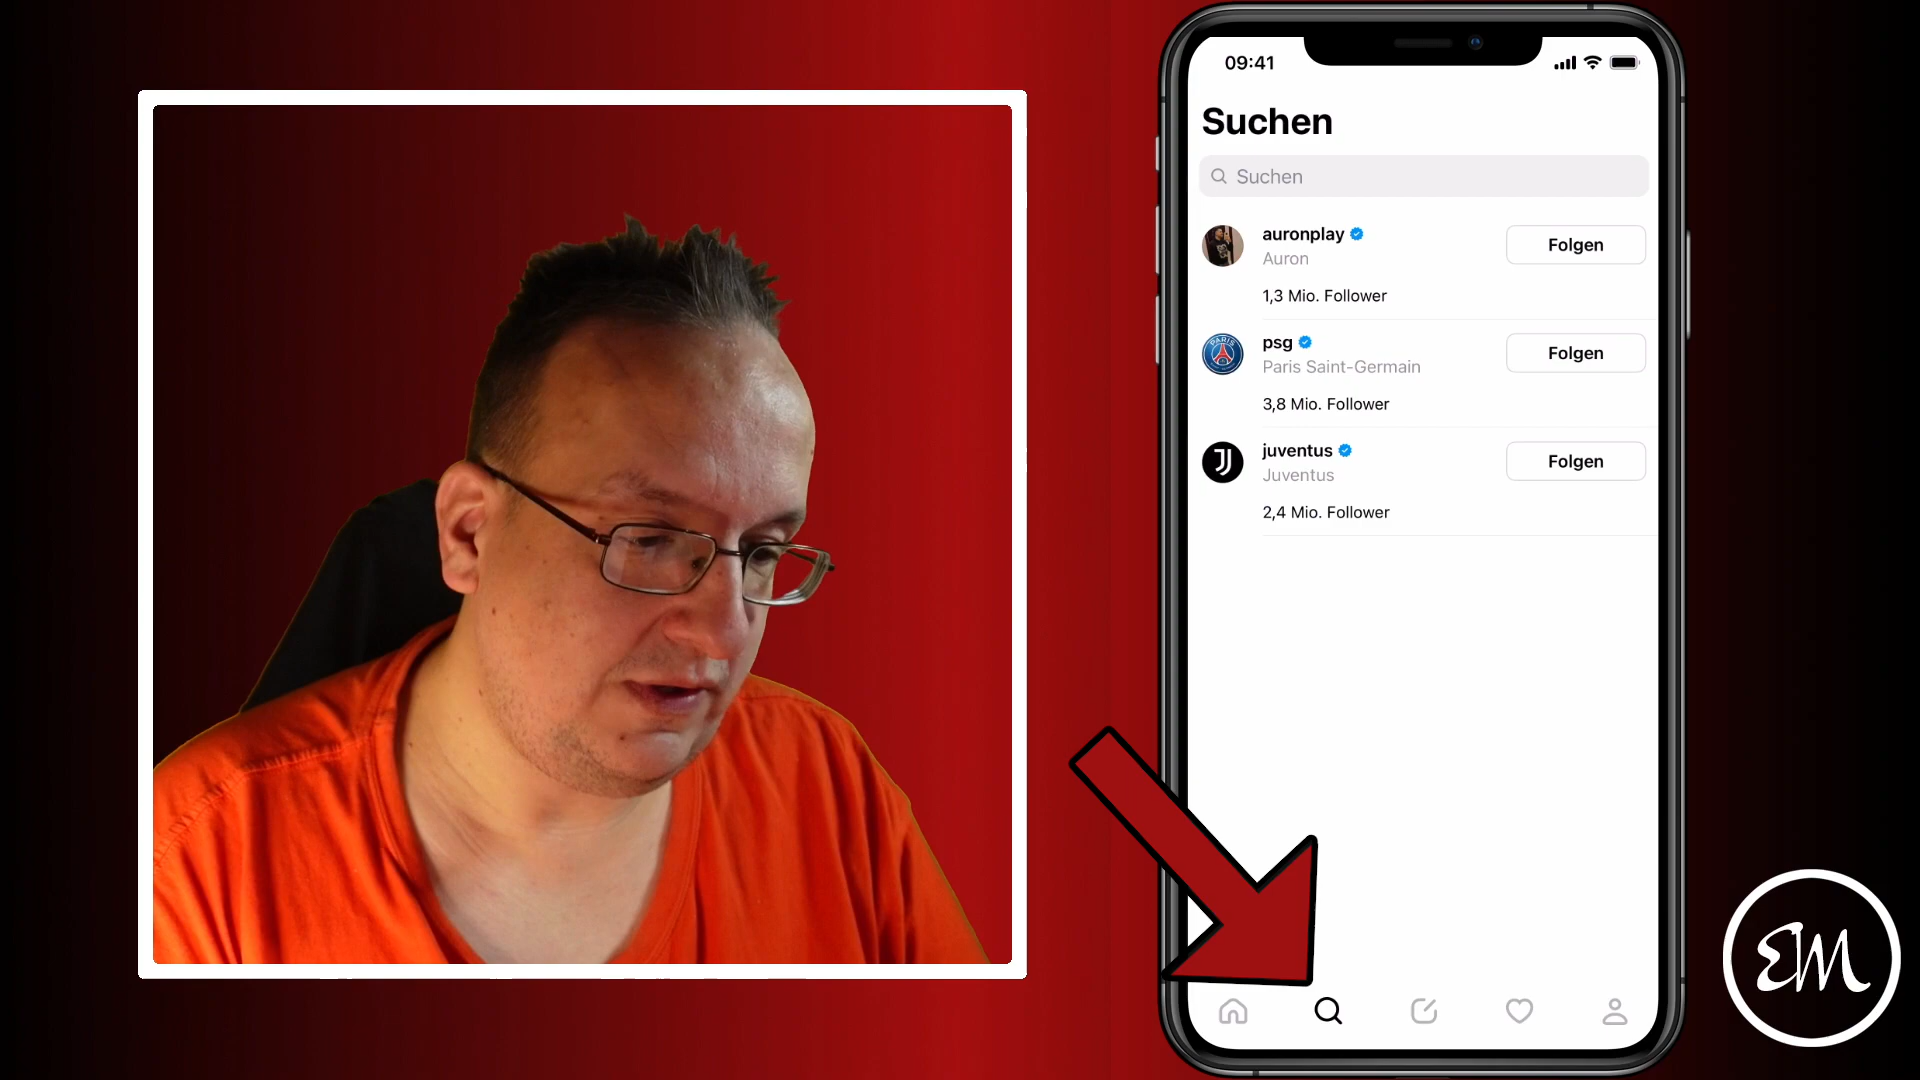 09:41
Suchen
Suchen
auronplay
Auron
Folgen
1,3 Mio. Follower
psg
Paris Saint-Germain
Folgen
3,8 Mio. Follower
juventus
Juventus
Folgen
2,4 Mio. Follower
EM